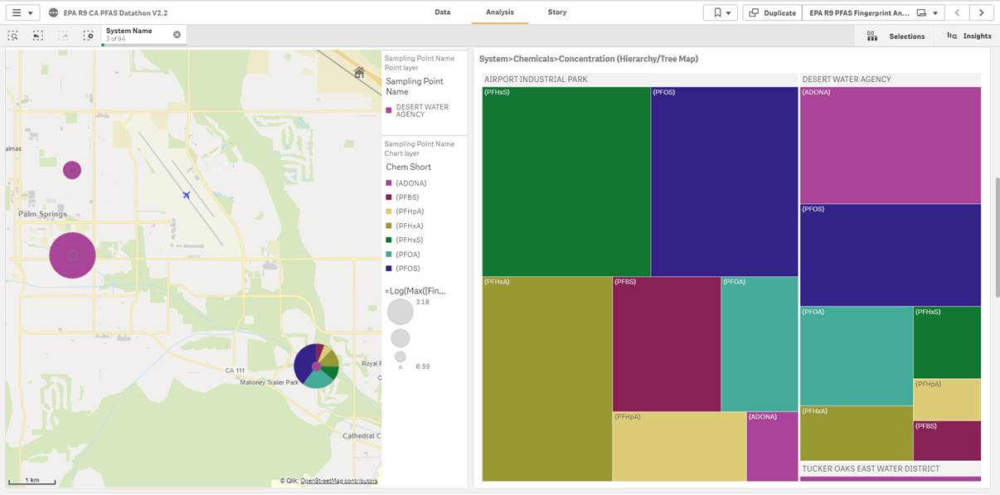 EPA R9 CA PFAS Datathon V2.2
Data
Analysis
Story
Duplicate
EPA R9 PFAS Fingerprint An...
System Name
3 of 94
Selections
Insights
almas
Palm Springs
CA 111
Mahoney Trailer Park
Royal
Cathedral C
1 km
© Qlik, OpenStreetMap contributors
Sampling Point Name
Point layer
Sampling Point
Name
DESERT WATER
AGENCY
Sampling Point Name
Chart layer
Chem Short
(ADONA)
(PFBS)
(PFHpA)
(PFHxA)
(PFHxS)
(PFOA)
(PFOS)
=Log(Max([Fin...
3.18
0.59
System>Chemicals>Concentration (Hierarchy/Tree Map)
AIRPORT INDUSTRIAL PARK
(PFHxS)
(PFOS)
(PFHxA)
(PFBS)
(PFOA)
(PFHpA)
(ADONA)
DESERT WATER AGENCY
(ADONA)
(PFOS)
(PFOA)
(PFHxS)
(PFHpA)
(PFHxA)
(PFBS)
TUCKER OAKS EAST WATER DISTRICT